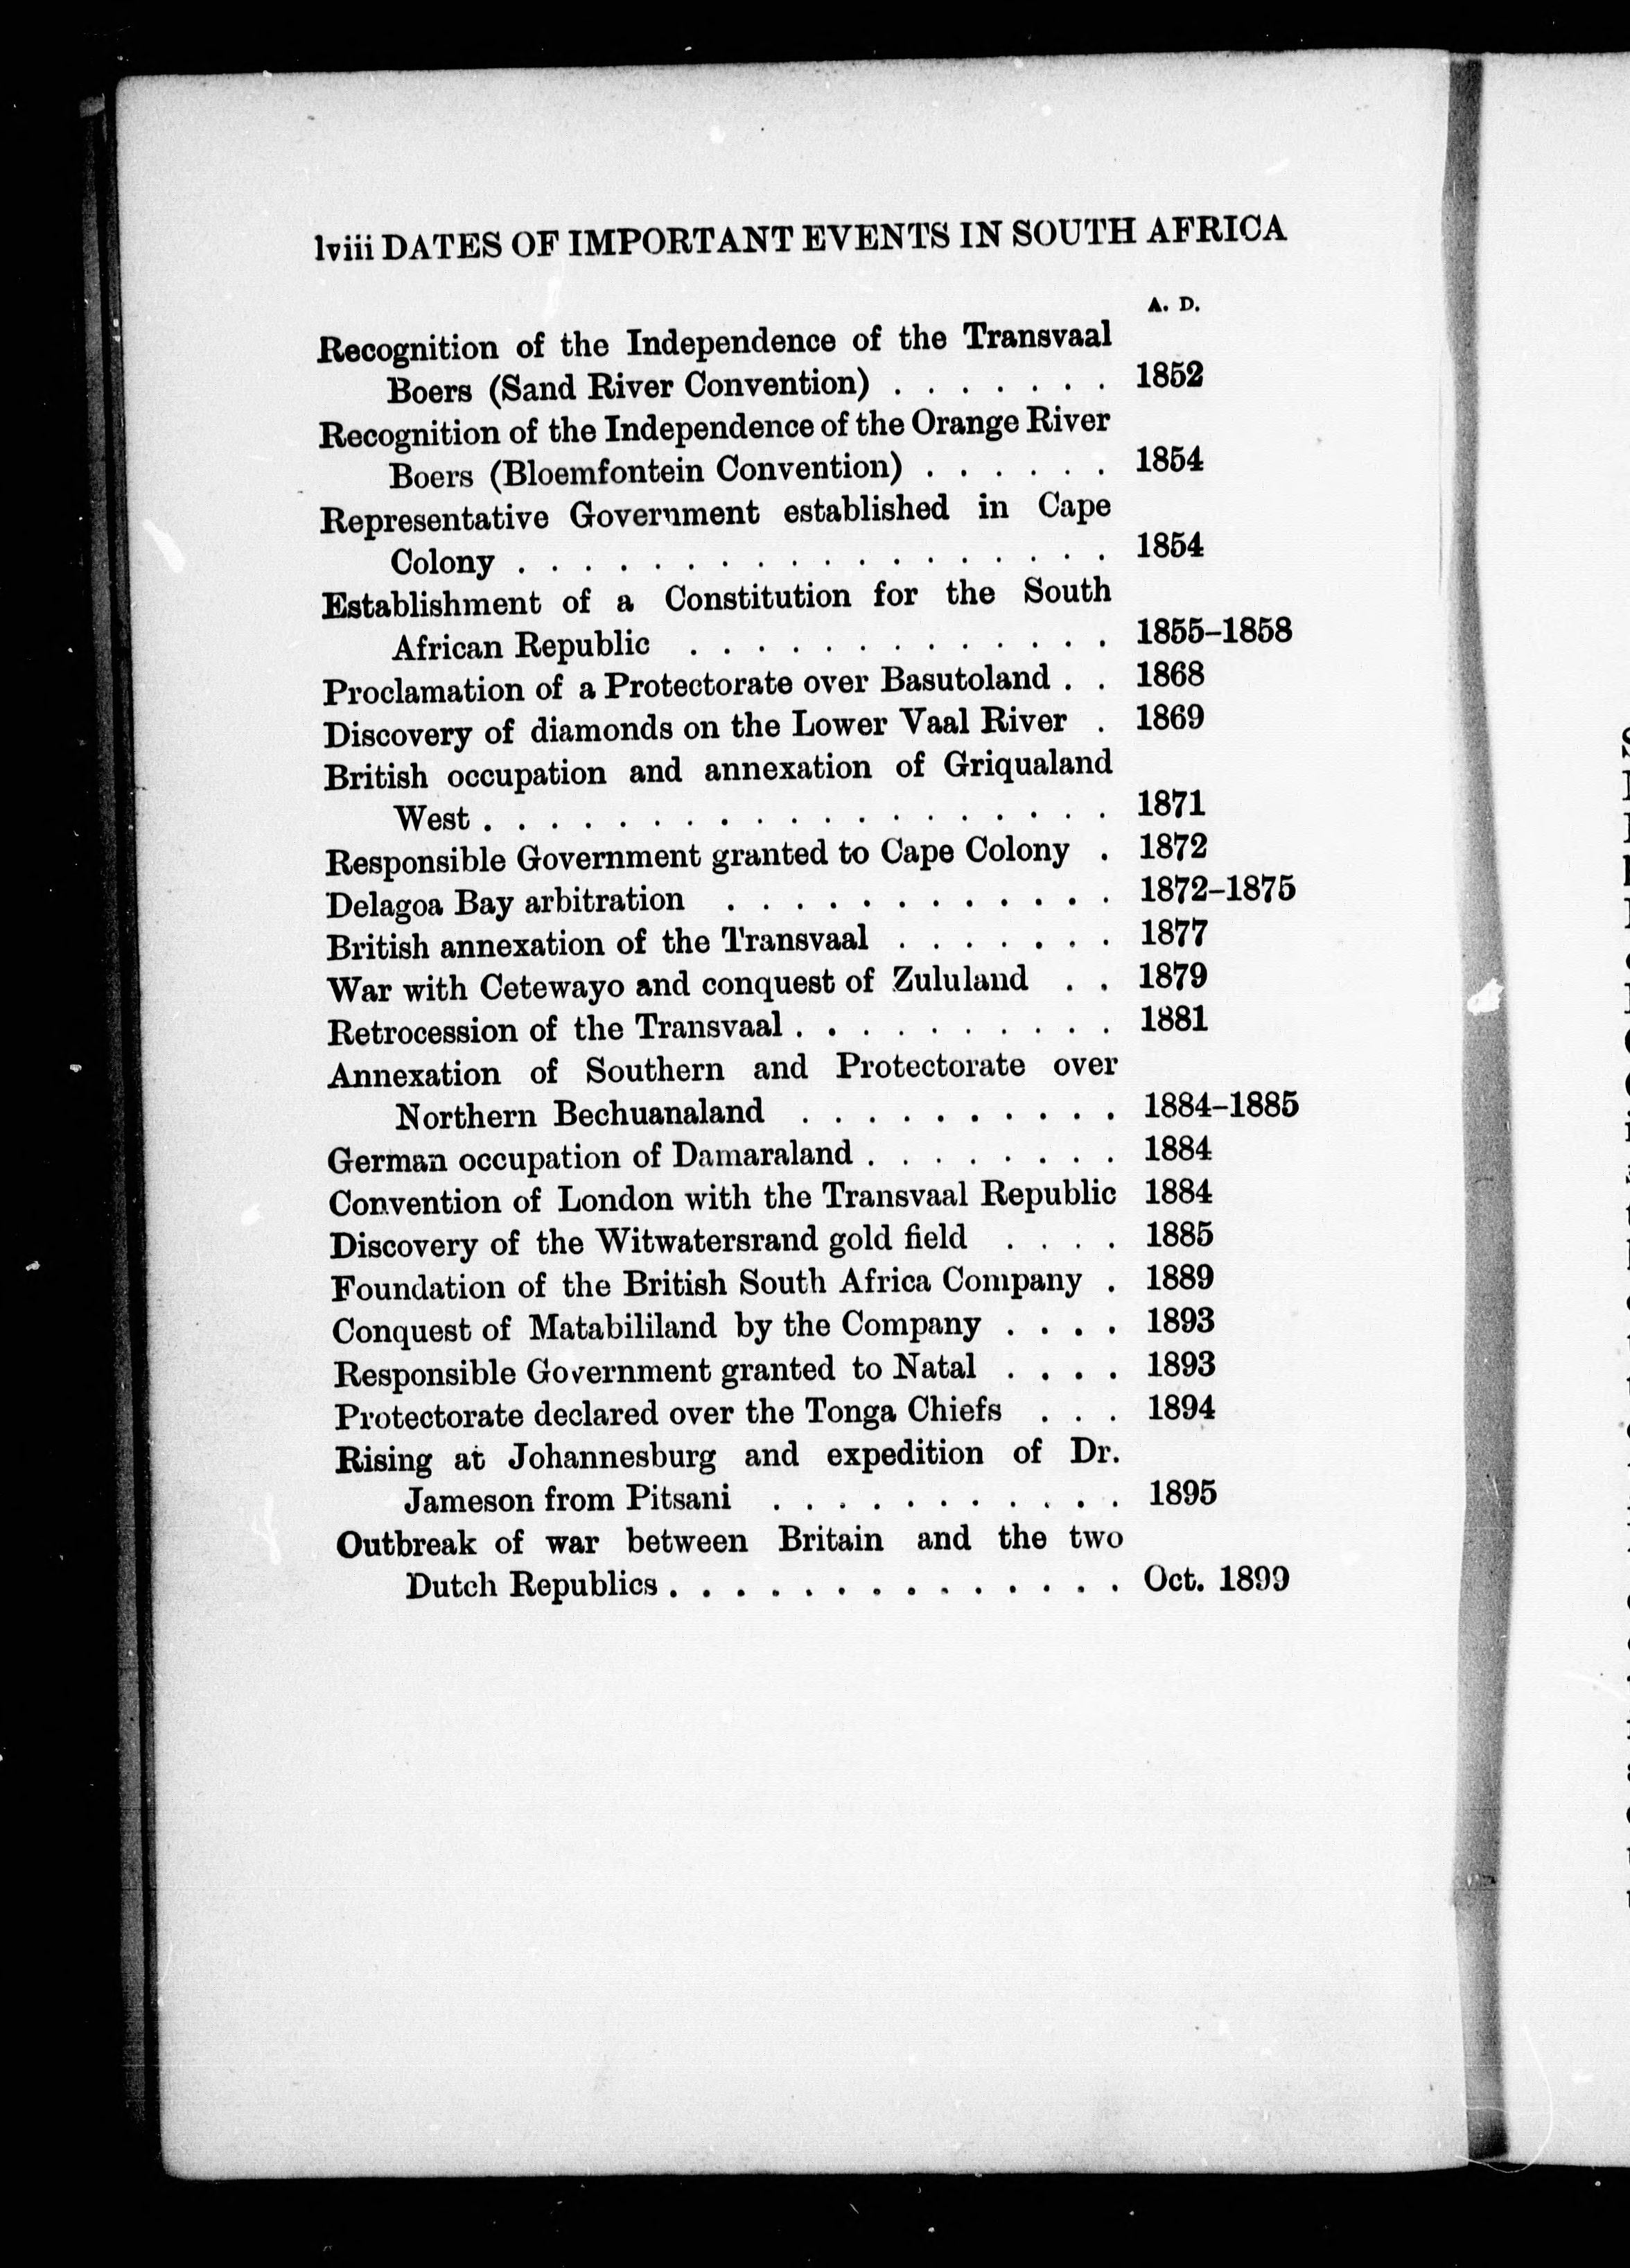 lviii DATES OF IMPORTANT EVENTS IN SOUTH AFRICA
A. D.
Recognition of the Independence of the Transvaal
Boers (Sand River Convention) . . . . . . . 1852
Recognition of the Independence of the Orange River
Boers (Bloemfontein Convention) . . . . . . 1854
Representative Government established in Cape
Colony . . . . . . . . . . . . . . . . . . 1854
Establishment of a Constitution for the South
African Republic . . . . . . . . . . . . . 1855–1858
Proclamation of a Protectorate over Basutoland . . 1868
Discovery of diamonds on the Lower Vaal River . 1869
British occupation and annexation of Griqualand
West . . . . . . . . . . . . . . . . . . . 1871
Responsible Government granted to Cape Colony . 1872
Delagoa Bay arbitration . . . . . . . . . . . . 1872–1875
British annexation of the Transvaal . . . . . . . 1877
War with Cetewayo and conquest of Zululand . . 1879
Retrocession of the Transvaal . . . . . . . . . . 1881
Annexation of Southern and Protectorate over
Northern Bechuanaland . . . . . . . . . . 1884–1885
German occupation of Damaraland . . . . . . . . 1884
Convention of London with the Transvaal Republic 1884
Discovery of the Witwatersrand gold field . . . . 1885
Foundation of the British South Africa Company . 1889
Conquest of Matabililand by the Company . . . . 1893
Responsible Government granted to Natal . . . . 1893
Protectorate declared over the Tonga Chiefs . . . 1894
Rising at Johannesburg and expedition of Dr.
Jameson from Pitsani . . . . . . . . . . . 1895
Outbreak of war between Britain and the two
Dutch Republics . . . . . . . . . . . . . . Oct. 1899